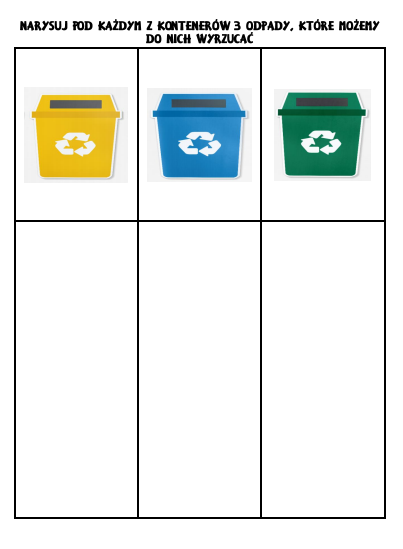 NARYSUJ POD KAŻDYM Z KONTENERÓW 3 ODPADY, KTÓRE MOŻEMY
DO NICH WYRZUCAĆ